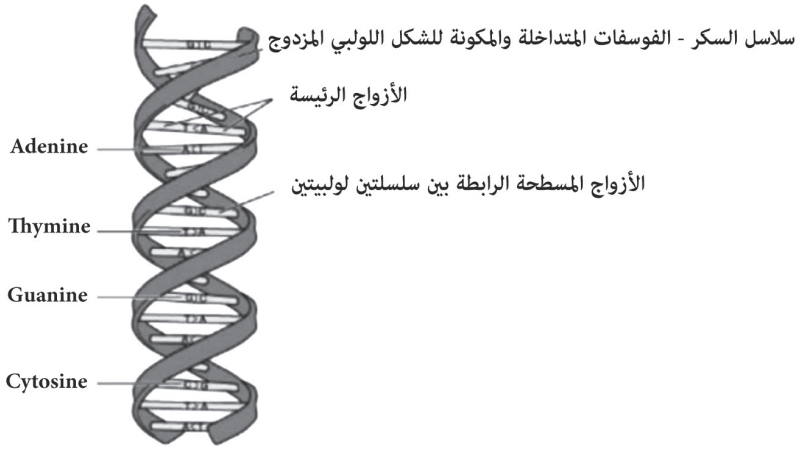 سلاسل السكر - الفوسفات المتداخلة والمكونة للشكل اللولبي المزدوج
الأزواج الرئيسة
Adenine
الأزواج المسطحة الرابطة بين سلسلتين لولبيتين
Thymine
Guanine
Cytosine